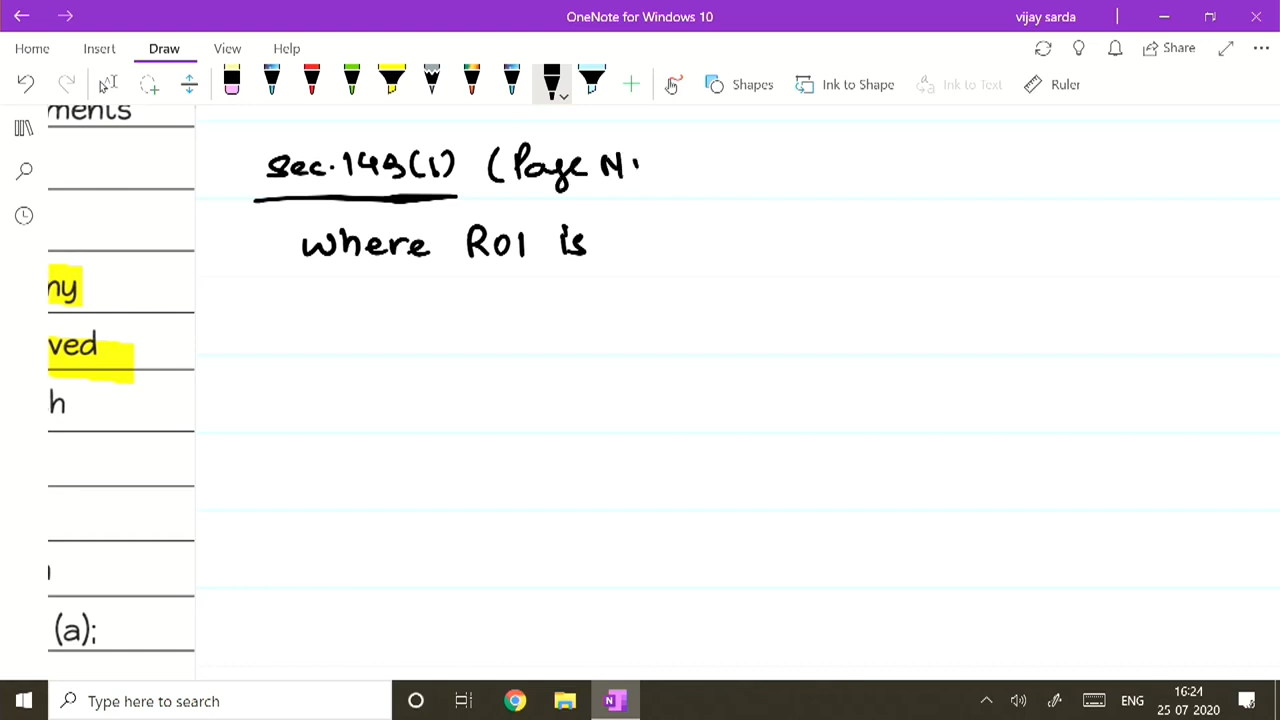 OneNote for Windows 10
vijay sarda
Home Insert Draw View Help
Share
Shapes Ink to Shape Ink to Text Ruler
ments
ny
ved
h
(a);
sec. 143(1) (Page N
where ROI is
Type here to search
ENG
16:24
25 07 2020
3